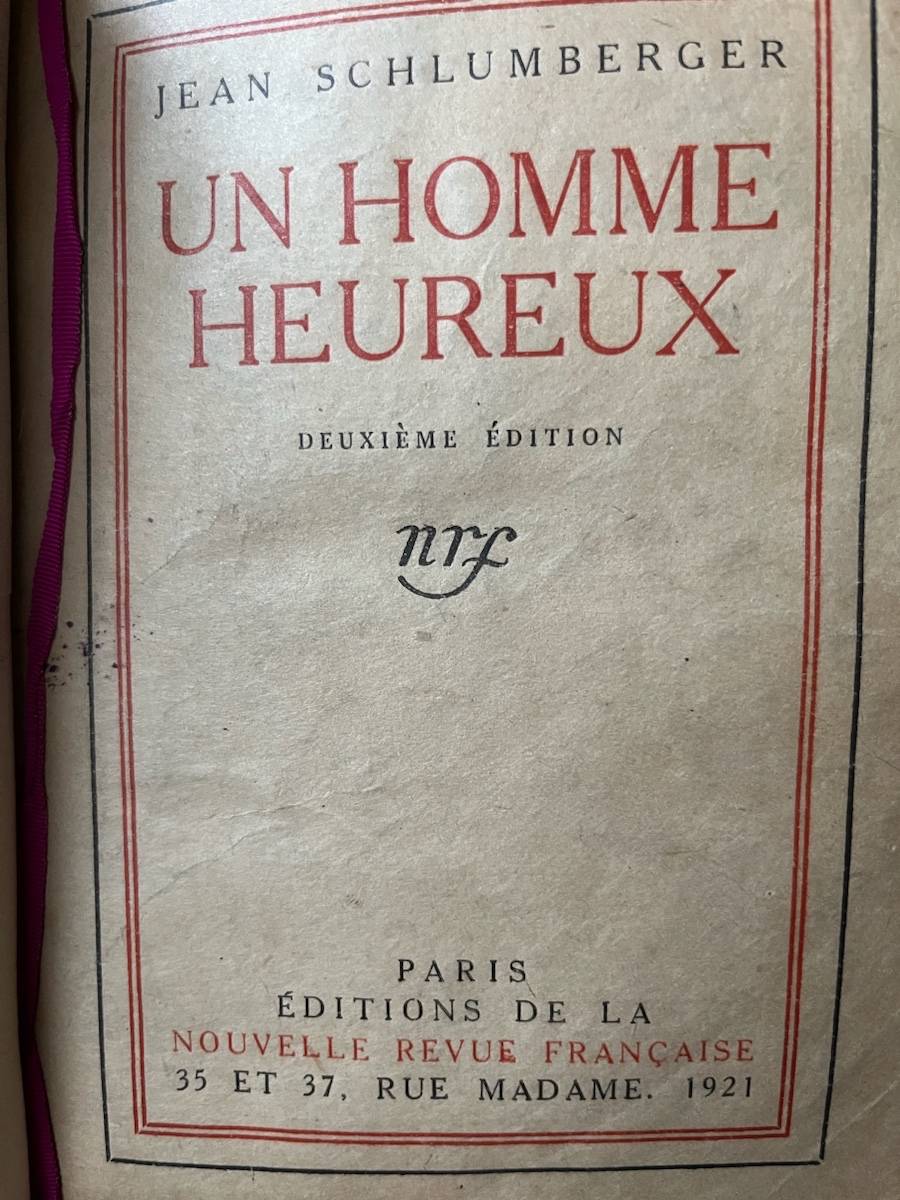 JEAN SCHLUMBERGER
UN HOMME
HEUREUX
DEUXIÈME ÉDITION
nrf
PARIS
ÉDITIONS DE LA
NOUVELLE REVUE FRANÇAISE
35 ET 37, RUE MADAME. 1921